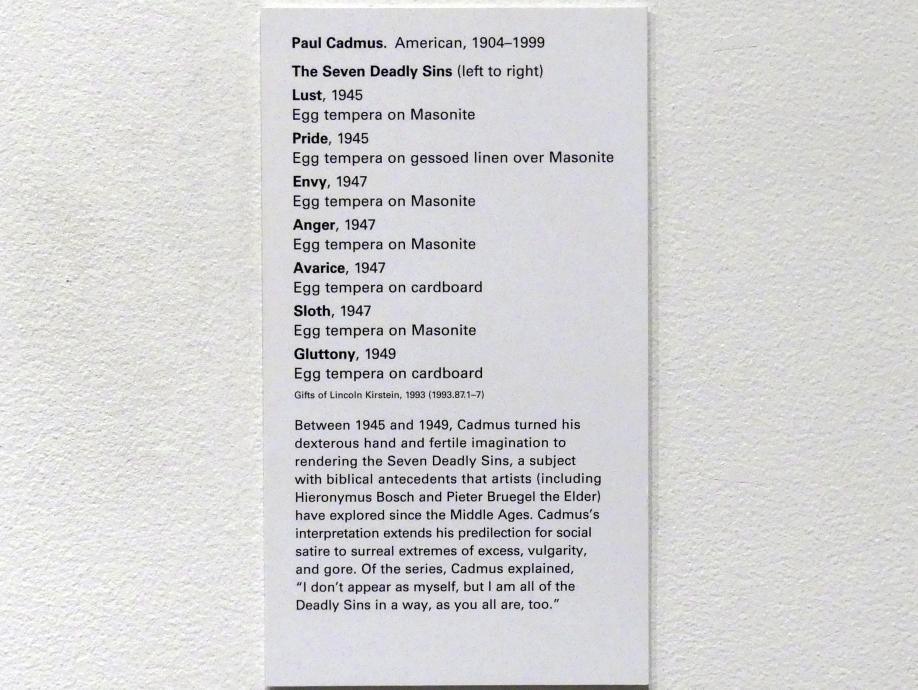 Paul Cadmus. American, 1904–1999
The Seven Deadly Sins (left to right)
Lust, 1945
Egg tempera on Masonite
Pride, 1945
Egg tempera on gessoed linen over Masonite
Envy, 1947
Egg tempera on Masonite
Anger, 1947
Egg tempera on Masonite
Avarice, 1947
Egg tempera on cardboard
Sloth, 1947
Egg tempera on Masonite
Gluttony, 1949
Egg tempera on cardboard
Gifts of Lincoln Kirstein, 1993 (1993.87.1–7)
Between 1945 and 1949, Cadmus turned his
dexterous hand and fertile imagination to
rendering the Seven Deadly Sins, a subject
with biblical antecedents that artists (including
Hieronymus Bosch and Pieter Bruegel the Elder)
have explored since the Middle Ages. Cadmus’s
interpretation extends his predilection for social
satire to surreal extremes of excess, vulgarity,
and gore. Of the series, Cadmus explained,
“I don’t appear as myself, but I am all of the
Deadly Sins in a way, as you all are, too.”